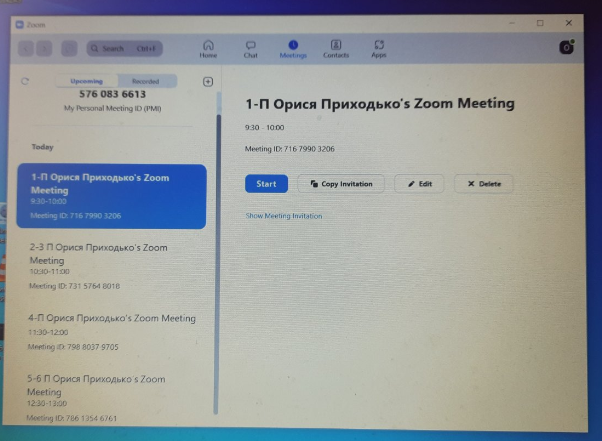 Zoom
Search Ctrl+F
Home
Chat
Meetings
Contacts
Apps
Upcoming
Recorded
576 083 6613
My Personal Meeting ID (PMI)
Today
1-П Орися Приходько's Zoom
Meeting
9:30-10:00
Meeting ID: 716 7990 3206
2-3 П Орися Приходько's Zoom
Meeting
10:30-11:00
Meeting ID: 731 5764 8018
4-П Орися Приходько's Zoom Meeting
11:30-12:00
Meeting ID: 798 8037 9705
5-6 П Орися Приходько's Zoom
Meeting
12:30-13:00
Meeting ID: 786 1354 6761
1-П Орися Приходько's Zoom Meeting
9:30 - 10:00
Meeting ID: 716 7990 3206
Start
Copy Invitation
Edit
Delete
Show Meeting Invitation